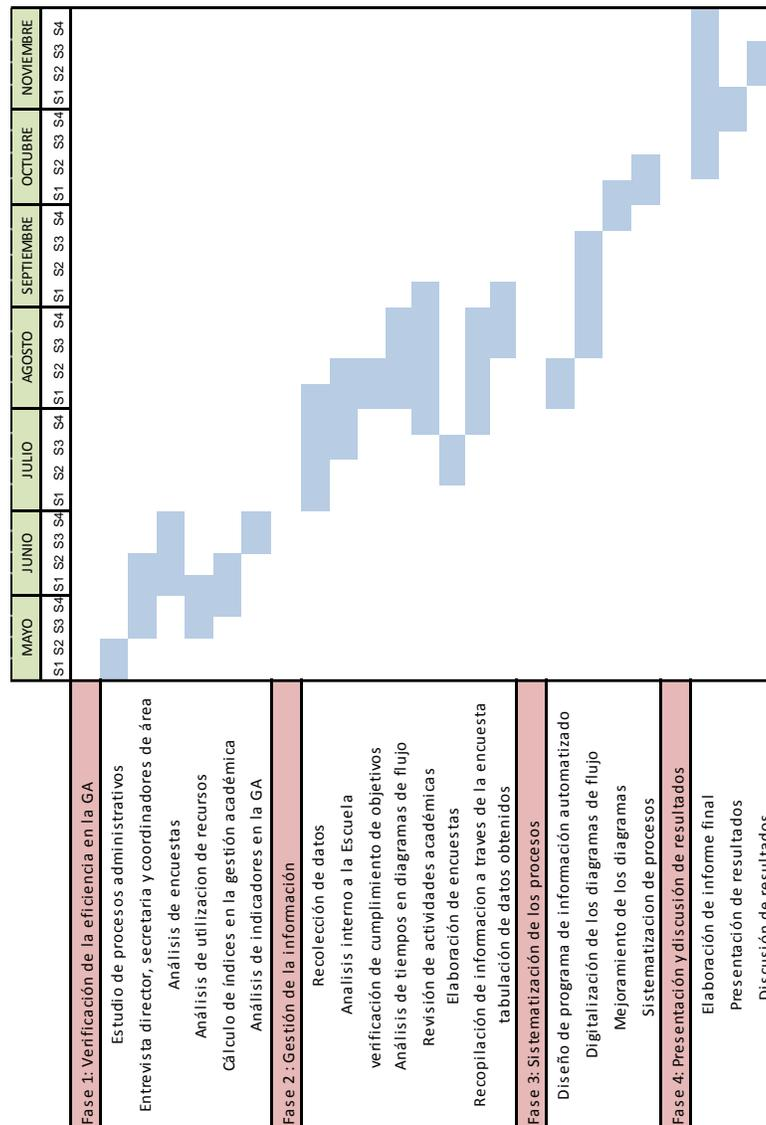 MAYO JUNIO JULIO AGOSTO SEPTIEMBRE OCTUBRE NOVIEMBRE
S1 S2 S3 S4 S1 S2 S3 S4 S1 S2 S3 S4 S1 S2 S3 S4 S1 S2 S3 S4 S1 S2 S3 S4 S1 S2 S3 S4
Fase 1: Verificación de la eficiencia en la GA
Estudio de procesos administrativos
Entrevista director, secretaria y coordinadores de área
Análisis de encuestas
Análisis de utilizacion de recursos
Cálculo de índices en la gestión académica
Análisis de indicadores en la GA
Fase 2 : Gestión de la información
Recolección de datos
Analisis interno a la Escuela
verificación de cumplimiento de objetivos
Análisis de tiempos en diagramas de flujo
Revisión de actividades académicas
Elaboración de encuestas
Recopilación de informacion a traves de la encuesta
tabulación de datos obtenidos
Fase 3: Sistematización de los procesos
Diseño de programa de información automatizado
Digitalización de los diagramas de flujo
Mejoramiento de los diagramas
Sistematizacion de procesos
Fase 4: Presentación y discusión de resultados
Elaboración de informe final
Presentación de resultados
Discusión de resultados